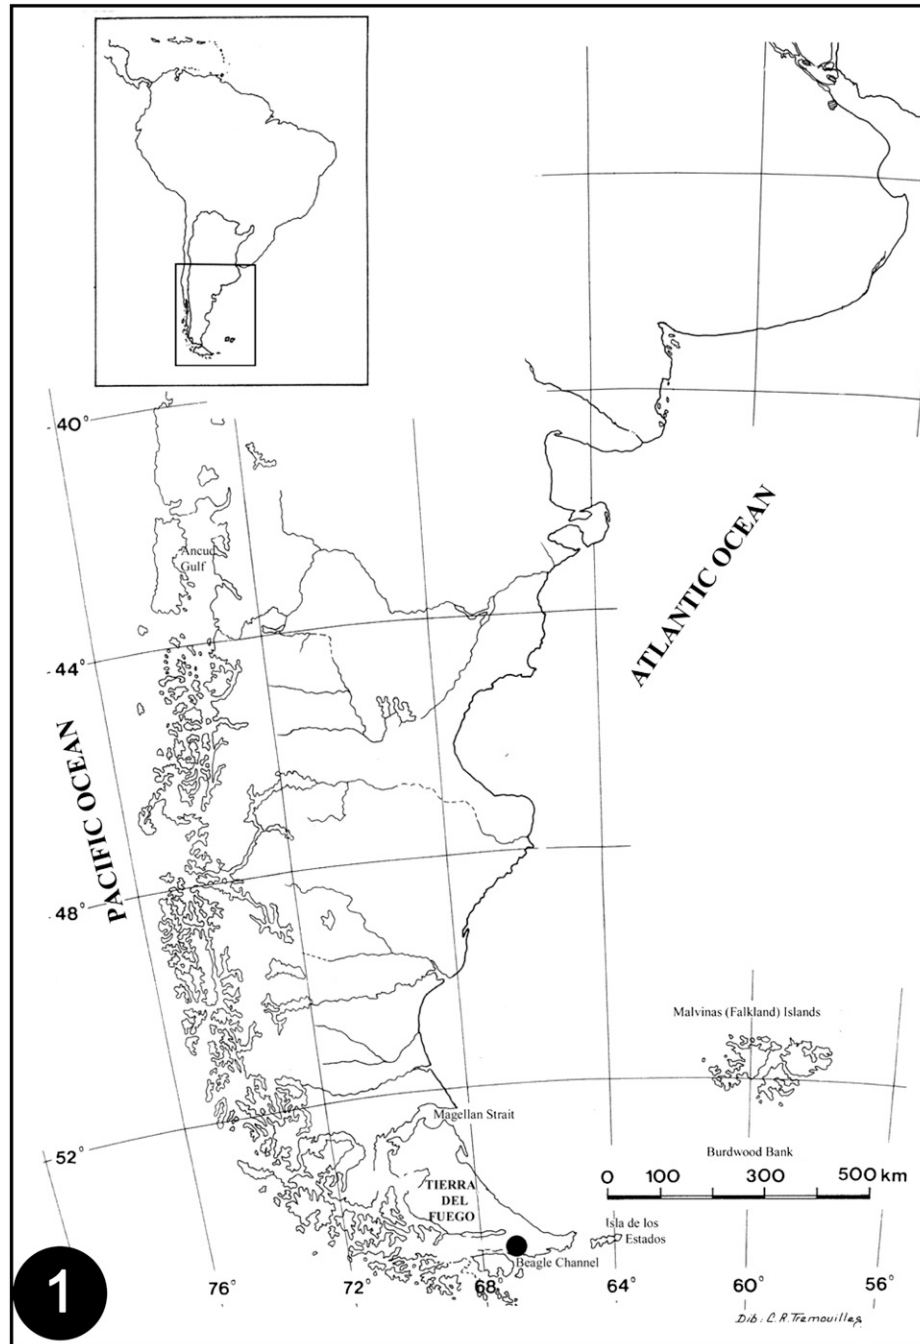 40°
Ancud
Gulf
ATLANTIC OCEAN
44°
PACIFIC OCEAN
48°
Malvinas (Falkland) Islands
Magellan Strait
52°
Burdwood Bank
0 100 300 500 km
TIERRA
DEL
FUEGO
Isla de los
Estados
Beagle Channel
76° 72° 68° 64° 60° 56°
1
Dib: C.R.Tremouilles